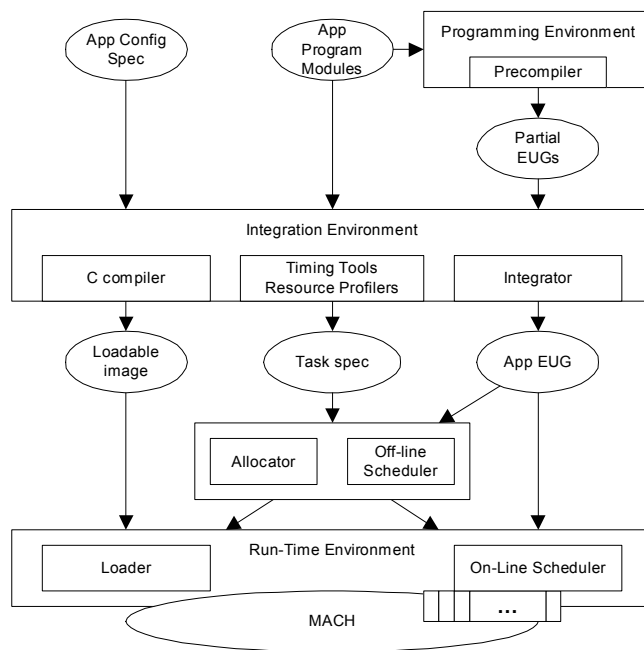 App Config
Spec
App
Program
Modules
Programming Environment
Precompiler
Partial
EUGs
Integration Environment
C compiler
Timing Tools
Resource Profilers
Integrator
Loadable
image
Task spec
App EUG
Allocator
Off-line
Scheduler
Run-Time Environment
Loader
On-Line Scheduler
...
MACH